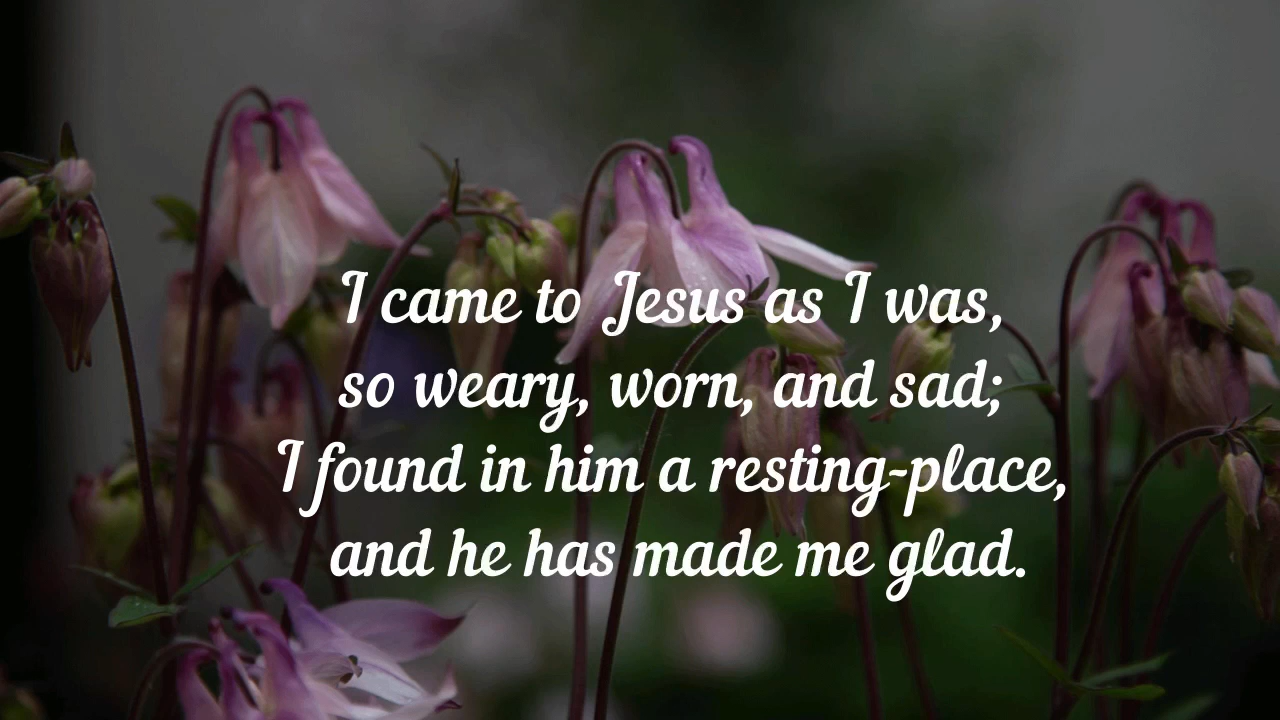 I came to Jesus as I was,
so weary, worn, and sad;
I found in him a resting-place,
and he has made me glad.